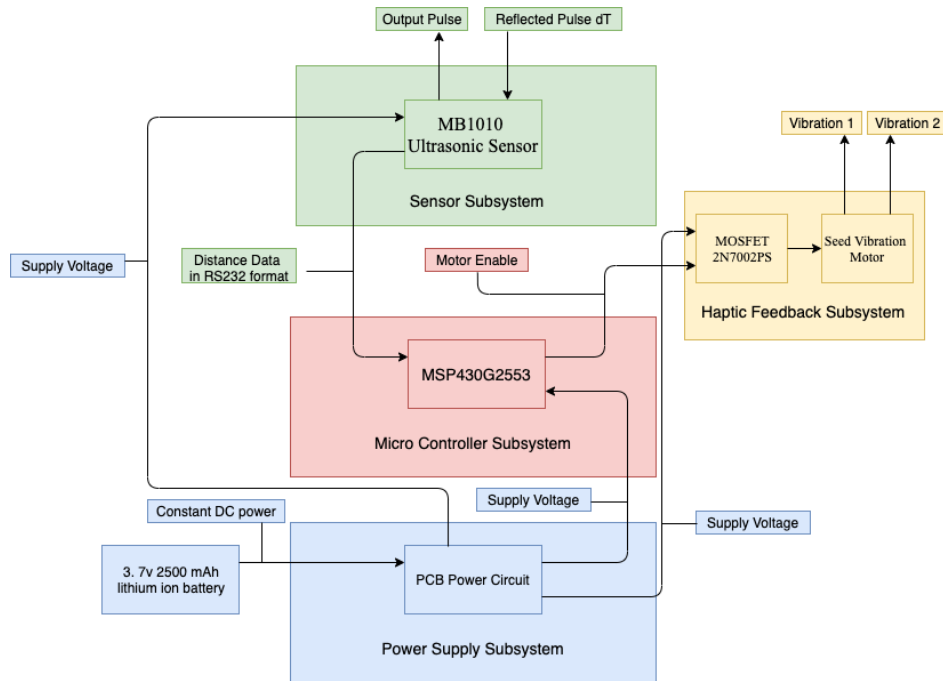 Output Pulse
Reflected Pulse dT
MB1010
Ultrasonic Sensor
Sensor Subsystem
Vibration 1
Vibration 2
MOSFET
2N7002PS
Seed Vibration
Motor
Haptic Feedback Subsystem
Supply Voltage
Distance Data
in RS232 format
Motor Enable
MSP430G2553
Micro Controller Subsystem
Supply Voltage
Constant DC power
Supply Voltage
3. 7v 2500 mAh
lithium ion battery
PCB Power Circuit
Power Supply Subsystem